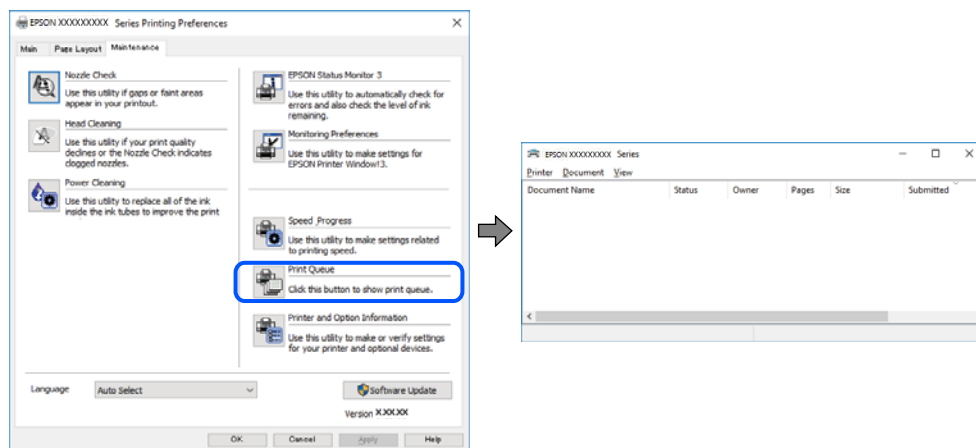 EPSON XXXXXXXXX Series Printing Preferences
Main Page Layout Maintenance
Nozzle Check
Use this utility if gaps or faint areas
appear in your printout.
Head Cleaning
Use this utility if your print quality
declines or the Nozzle Check indicates
clogged nozzles.
Power Cleaning
Use this utility to replace all of the ink
inside the ink tubes to improve the print
EPSON Status Monitor 3
Use this utility to automatically check for
errors and also check the level of ink
remaining.
Monitoring Preferences
Use this utility to make settings for
EPSON Printer Window!3.
Speed Progress
Use this utility to make settings related
to printing speed.
Print Queue
Click this button to show print queue.
Printer and Option Information
Use this utility to make or verify settings
for your printer and optional devices.
Language Auto Select
Software Update
Version X.XX.XX
OK Cancel Apply Help
EPSON XXXXXXXXX Series
Printer Document View
Document Name Status Owner Pages Size Submitted